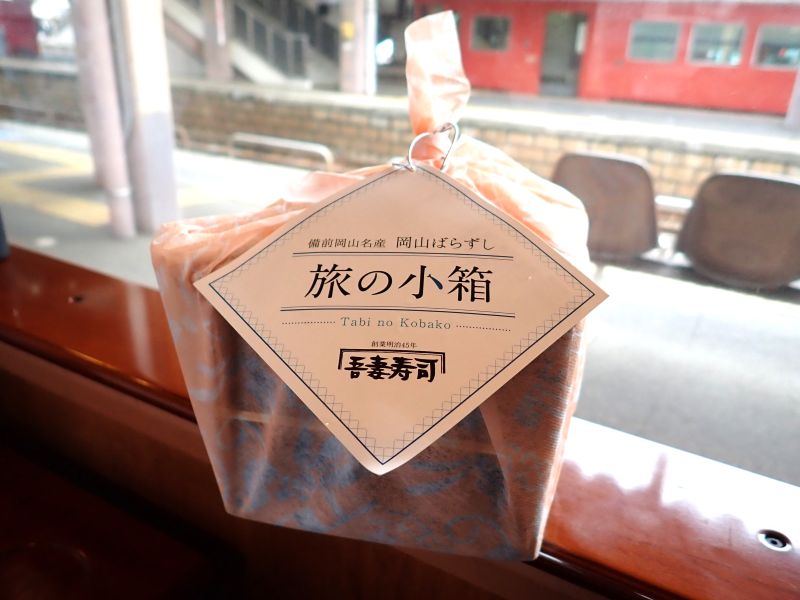 備前岡山名産 岡山ばらずし
旅の小箱
Tabi no Kobako
創業明治45年
吾妻寿司